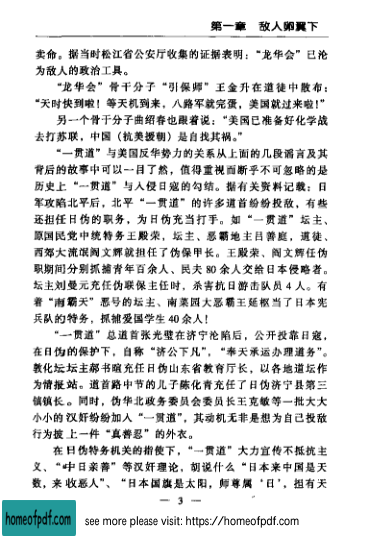 第一章 敌人卵翼下
卖命。据当时松江省公安厅收集的证据表明：“龙华会”已沦
为敌人的政治工具。
“龙华会”骨干分子“引保师”王金升在道徒中散布：
“天时快到啦！等天机到来，八路军就完蛋，美国就过来啦！”
另一个骨干分子曲绍春也跟着说：“美国已准备好化学战
去打苏联，中国（抗美援朝）是自找其祸。”
“一贯道”与美国反华势力的关系从上面的几段谣言及其
背后的故事中可以一目了然，值得重视而断乎不可忽略的是
历史上“一贯道”与入侵日寇的勾结。据有关资料记载：日
军攻陷北平后，北平“一贯道”的许多道首纷纷投敌，有些
还担任日伪的职务，为日伪充当打手。如“一贯道”坛主、
原国民党中统特务王殿荣，坛主、恶霸地主吕善庭，道徒、
西郊大流氓阎文辉就担任了伪保甲长。王殿荣、阎文辉任伪
职期间分别抓捕青年百余人、民夫80余人交给日本侵略者。
坛主刘曼元充任伪联保主任时，杀害抗日游击队员4人。有
着“南霸天”恶号的坛主、南菜园大恶霸王延枢当了日本宪
兵队的特务，抓捕爱国学生40余人！
“一贯道”总道首张光璧在济宁沦陷后，公开投靠日寇，
在日伪的保护下，自称“济公下凡”，“奉天承运办理道务”。
敦化坛坛主郝书暄充任日伪山东省教育厅长，以各地道坛作
为情报站。道首路中节的儿子陈化青充任了日伪济宁县第三
镇镇长。同时，伪华北政务委员会委员长王克敏等一批大大
小小的汉奸纷纷加入“一贯道”，其动机无非是想为自己投敌
行为披上一件“真善忍”的外衣。
在日伪特务机关的指使下，“一贯道”大力宣传不抵抗主
义、“中日亲善”等汉奸理论，胡说什么“日本来中国是天
数，来收恶人”、“日本国旗是太阳，师尊属‘日’，担有天
— 3 —
homeofpdf.com
see more please visit: https://homeofpdf.com